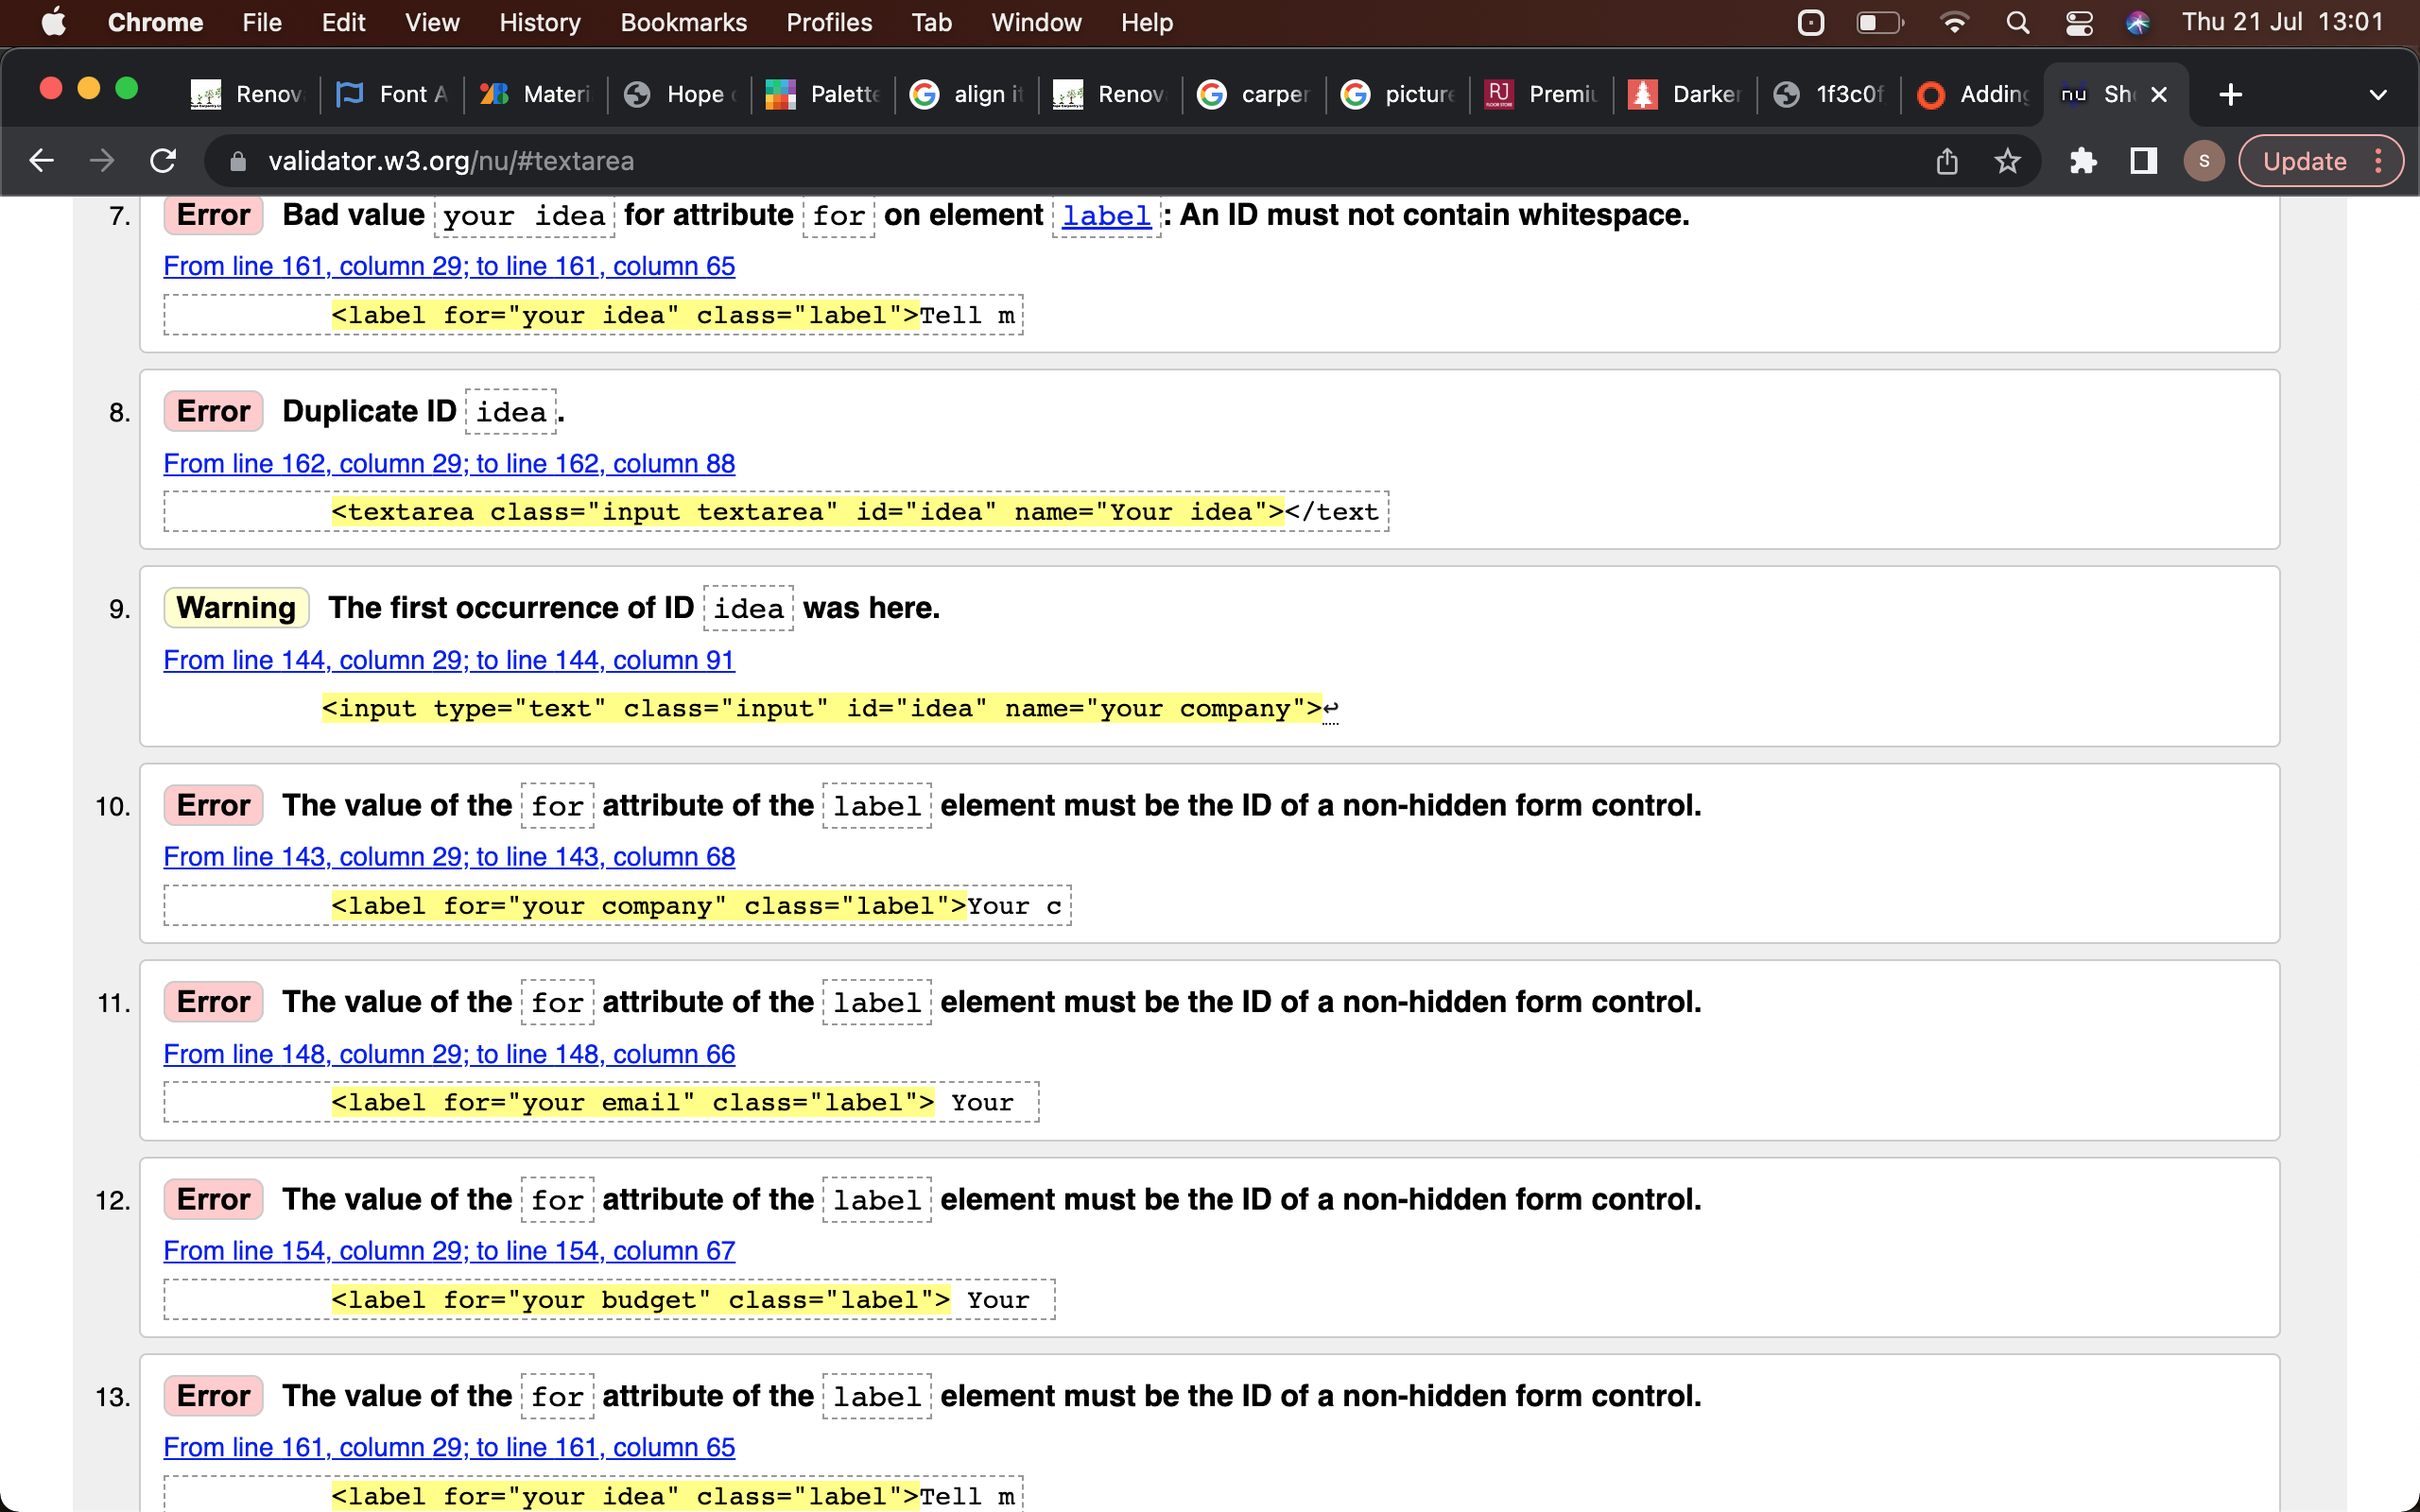 Chrome File Edit View History Bookmarks Profiles Tab Window Help Thu 21 Jul 13:01
Renov Font A Materi Hope Palette align it Renov carper picture RJ Premiu Darker 1f3c0f Adding nu Sh
validator.w3.org/nu/#textarea S Update
7. Error Bad value your idea for attribute for on element label: An ID must not contain whitespace.
From line 161, column 29; to line 161, column 65
<label for="your idea" class="label">Tell m
8. Error Duplicate ID idea.
From line 162, column 29; to line 162, column 88
<textarea class="input textarea" id="idea" name="Your idea"></text
9. Warning The first occurrence of ID idea was here.
From line 144, column 29; to line 144, column 91
<input type="text" class="input" id="idea" name="your company">↩
10. Error The value of the for attribute of the label element must be the ID of a non-hidden form control.
From line 143, column 29; to line 143, column 68
<label for="your company" class="label">Your c
11. Error The value of the for attribute of the label element must be the ID of a non-hidden form control.
From line 148, column 29; to line 148, column 66
<label for="your email" class="label"> Your
12. Error The value of the for attribute of the label element must be the ID of a non-hidden form control.
From line 154, column 29; to line 154, column 67
<label for="your budget" class="label"> Your
13. Error The value of the for attribute of the label element must be the ID of a non-hidden form control.
From line 161, column 29; to line 161, column 65
<label for="your idea" class="label">Tell m